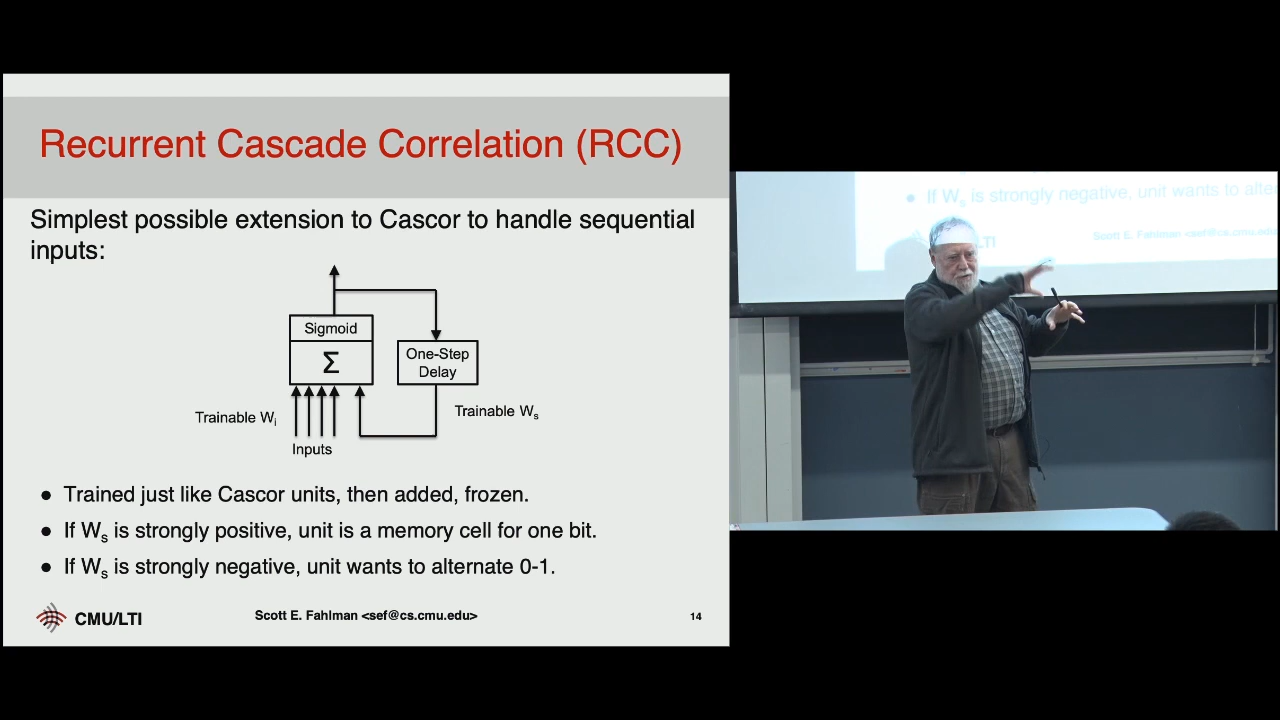 Recurrent Cascade Correlation (RCC)
Simplest possible extension to Cascor to handle sequential
inputs:
Sigmoid
Σ
One-Step
Delay
Trainable Wi
Trainable Ws
Inputs
● Trained just like Cascor units, then added, frozen.
● If Ws is strongly positive, unit is a memory cell for one bit.
● If Ws is strongly negative, unit wants to alternate 0-1.
CMU/LTI
Scott E. Fahlman <sef@cs.cmu.edu>
14
● If Ws is strongly negative, unit wants to alte
LTI
Scott E. Fahlman <sef@cs.cmu.edu